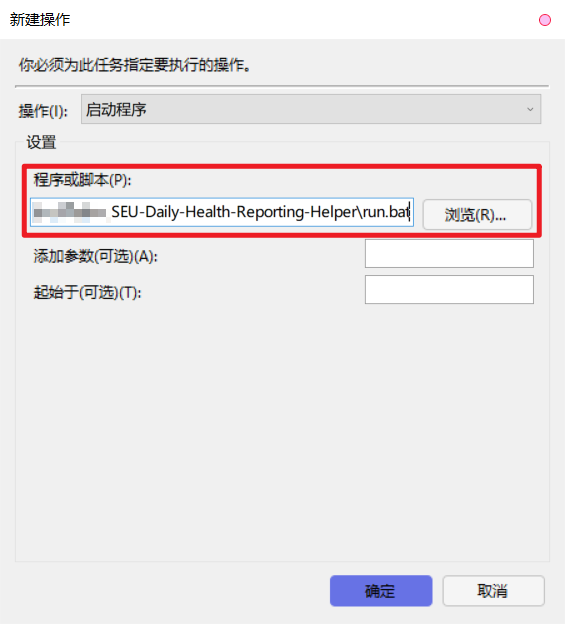 新建操作
你必须为此任务指定要执行的操作。
操作(I): 启动程序
设置
程序或脚本(P):
SEU-Daily-Health-Reporting-Helper\run.bat 浏览(R)...
添加参数(可选)(A):
起始于(可选)(T):
确定 取消